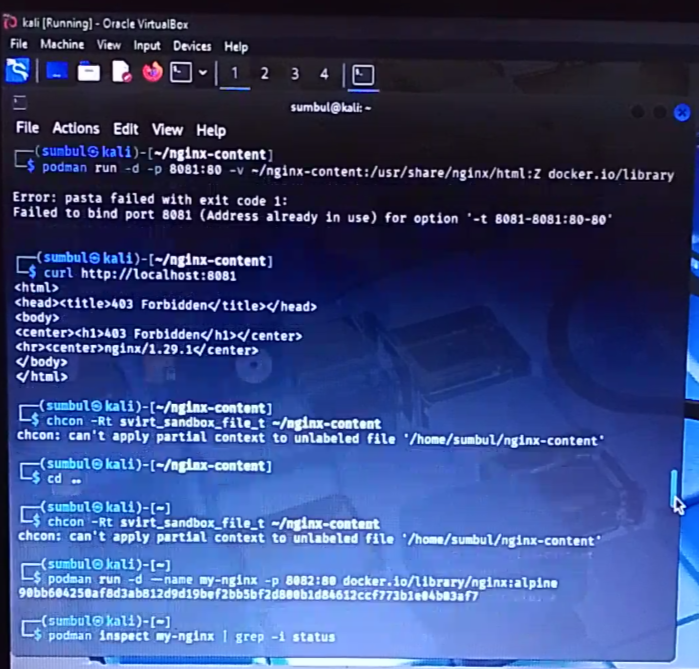 kali [Running] - Oracle VirtualBox
File Machine View Input Devices Help
1 2 3 4
sumbul@kali: ~
File Actions Edit View Help
┌──(sumbul㉿kali)-[~/nginx-content]
└─$ podman run -d -p 8081:80 -v ~/nginx-content:/usr/share/nginx/html:Z docker.io/library
Error: pasta failed with exit code 1:
Failed to bind port 8081 (Address already in use) for option '-t 8081-8081:80-80'
┌──(sumbul㉿kali)-[~/nginx-content]
└─$ curl http://localhost:8081
<html>
<head><title>403 Forbidden</title></head>
<body>
<center><h1>403 Forbidden</h1></center>
<hr><center>nginx/1.29.1</center>
</body>
</html>
┌──(sumbul㉿kali)-[~/nginx-content]
└─$ chcon -Rt svirt_sandbox_file_t ~/nginx-content
chcon: can't apply partial context to unlabeled file '/home/sumbul/nginx-content'
┌──(sumbul㉿kali)-[~/nginx-content]
└─$ cd ..
┌──(sumbul㉿kali)-[~]
└─$ chcon -Rt svirt_sandbox_file_t ~/nginx-content
chcon: can't apply partial context to unlabeled file '/home/sumbul/nginx-content'
┌──(sumbul㉿kali)-[~]
└─$ podman run -d --name my-nginx -p 8082:80 docker.io/library/nginx:alpine
┌──(sumbul㉿kali)-[~]
└─$ podman inspect my-nginx | grep -i status